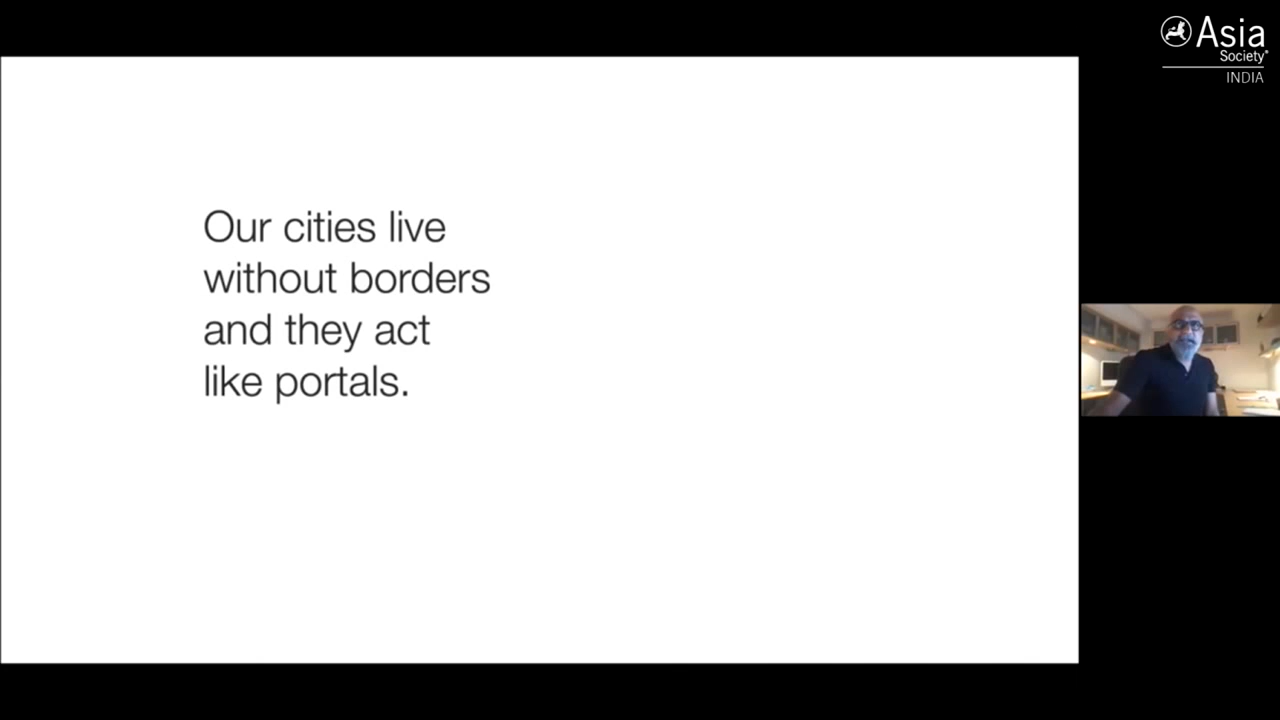 Asia
Society
INDIA
Our cities live
without borders
and they act
like portals.